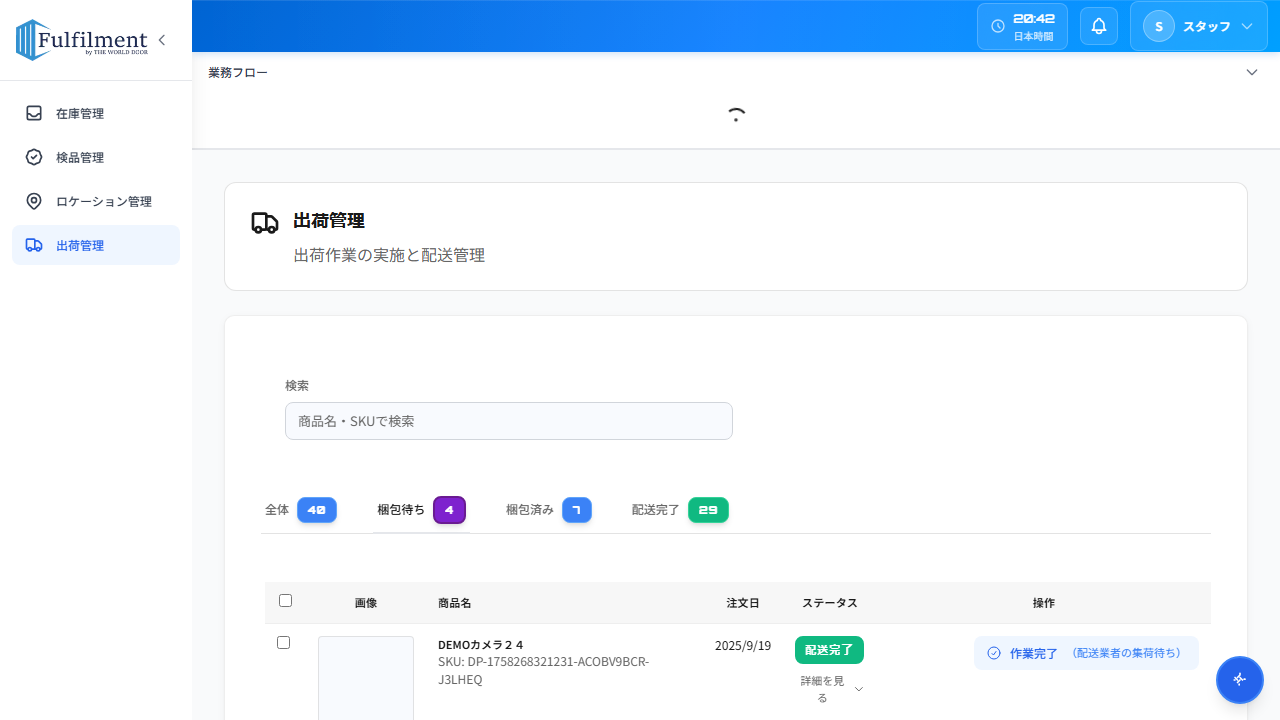 Fulfilment
by THE WORLD DOOR
20:42
日本時間
S スタッフ
業務フロー
在庫管理
検品管理
ロケーション管理
出荷管理
出荷管理
出荷作業の実施と配送管理
検索
商品名・SKUで検索
全体 40 梱包待ち 4 梱包済み 7 配送完了 29
画像 商品名 注文日 ステータス 操作
DEMOカメラ２４ 2025/9/19 配送完了 作業完了 （配送業者の集荷待ち）
SKU: DP-1758268321231-ACOBV9BCR-
J3LHEQ
詳細を見
る